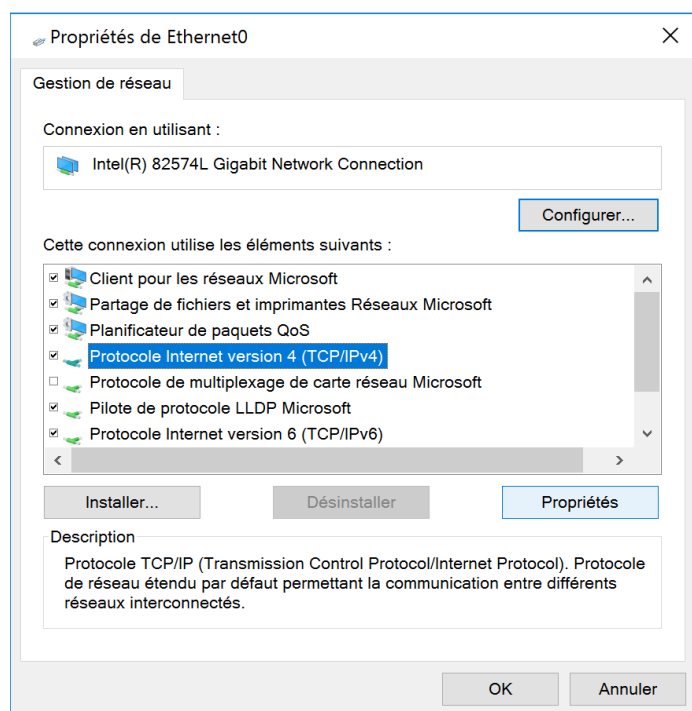 Propriétés de Ethernet0
Gestion de réseau
Connexion en utilisant :
Intel(R) 82574L Gigabit Network Connection
Configurer...
Cette connexion utilise les éléments suivants :
Client pour les réseaux Microsoft
Partage de fichiers et imprimantes Réseaux Microsoft
Planificateur de paquets QoS
Protocole Internet version 4 (TCP/IPv4)
Protocole de multiplexage de carte réseau Microsoft
Pilote de protocole LLDP Microsoft
Protocole Internet version 6 (TCP/IPv6)
Installer...
Désinstaller
Propriétés
Description
Protocole TCP/IP (Transmission Control Protocol/Internet Protocol). Protocole
de réseau étendu par défaut permettant la communication entre différents
réseaux interconnectés.
OK
Annuler